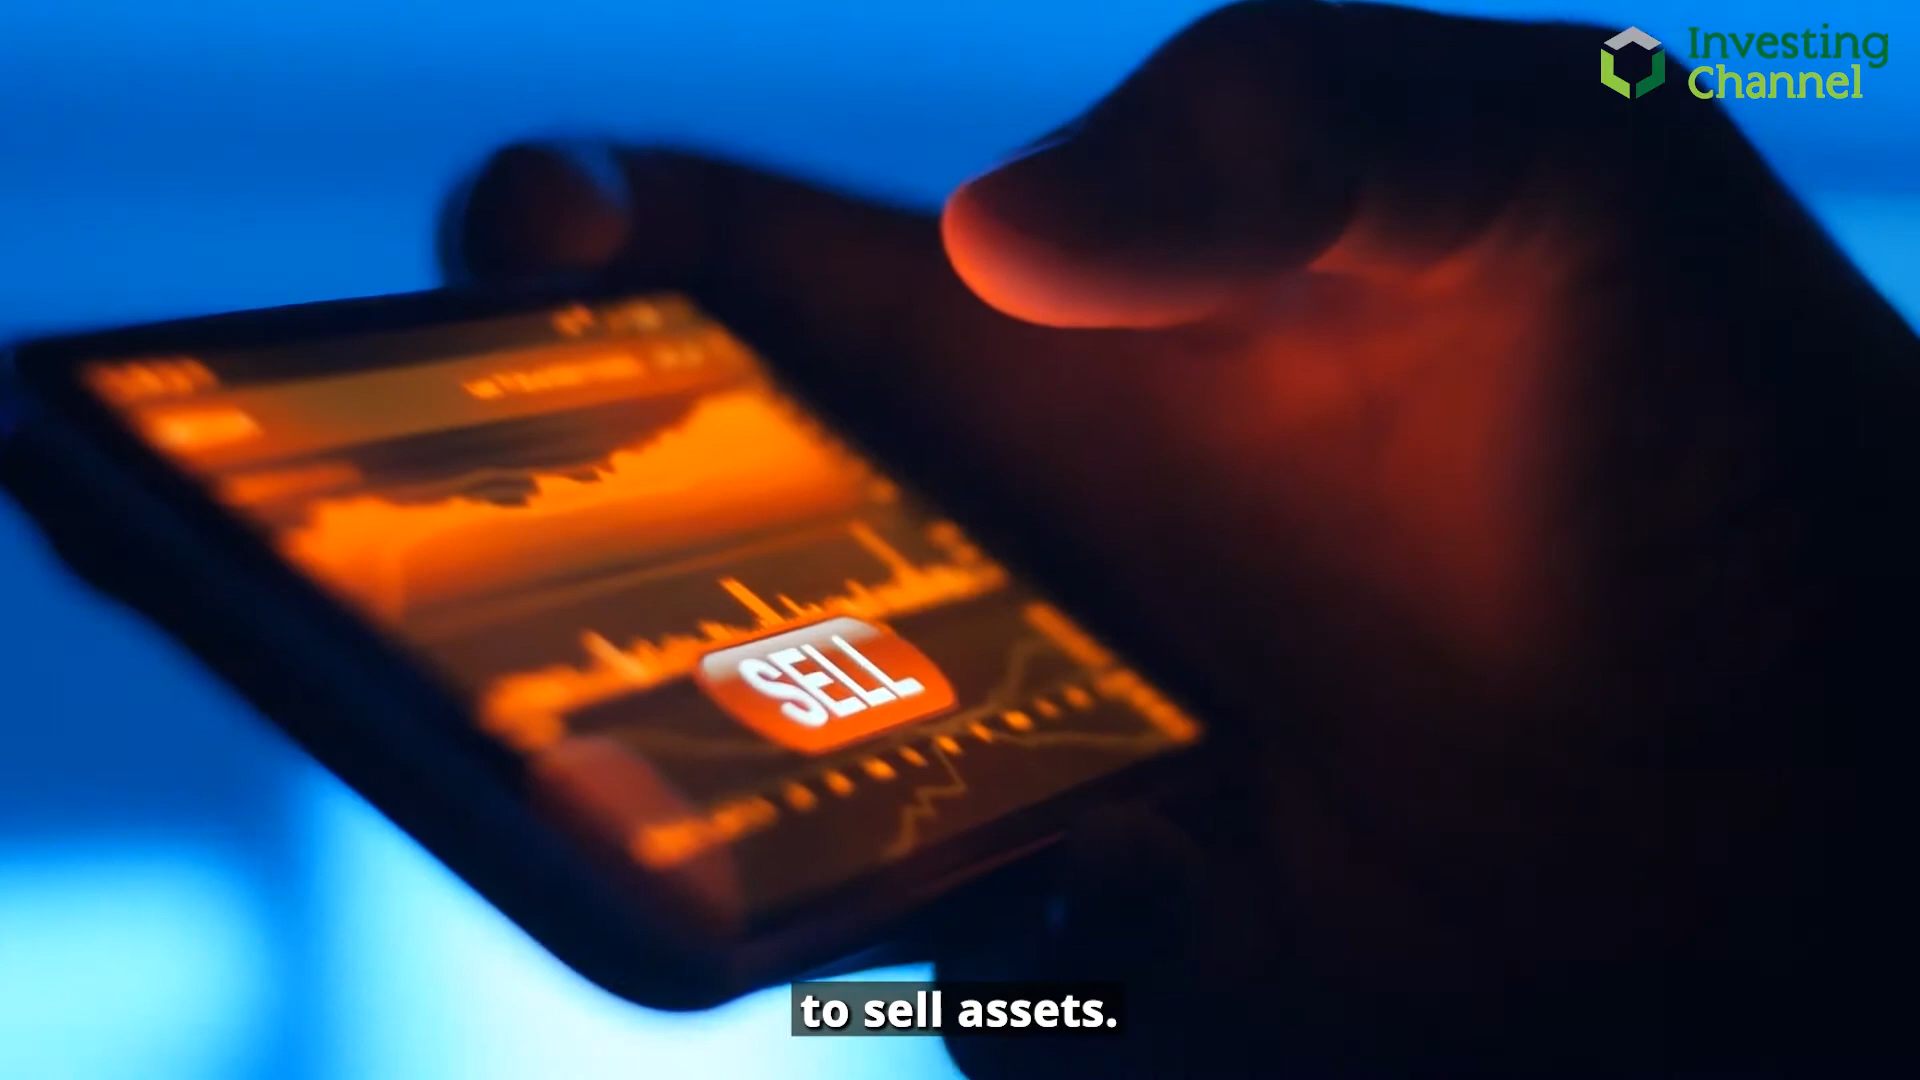 Investing
Channel
SELL
to sell assets.